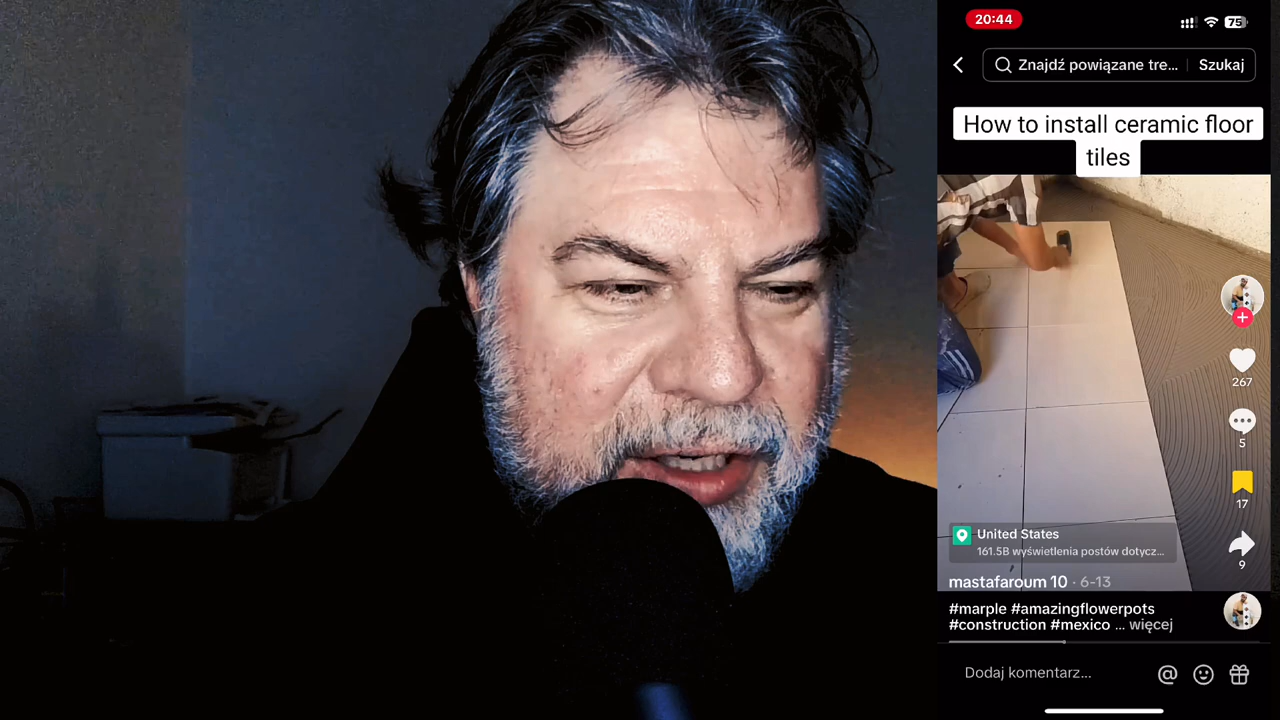 20:44
75
Znajdź powiązane tre... Szukaj
How to install ceramic floor
tiles
267
5
17
United States
161.5B wyświetlenia postów dotycz...
9
mastafaroum 10 · 6-13
#marple #amazingflowerpots
#construction #mexico ... więcej
Dodaj komentarz...
@